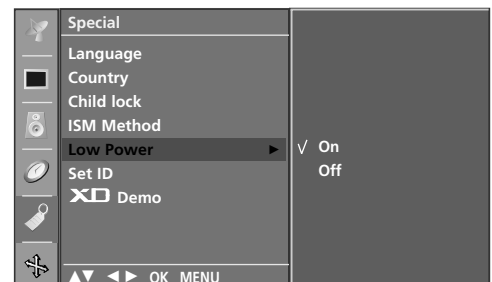 Special
Language
Country
Child lock
ISM Method
Low Power ►
Set ID
XD Demo
▲▼ ◄► OK MENU
√ On
Off